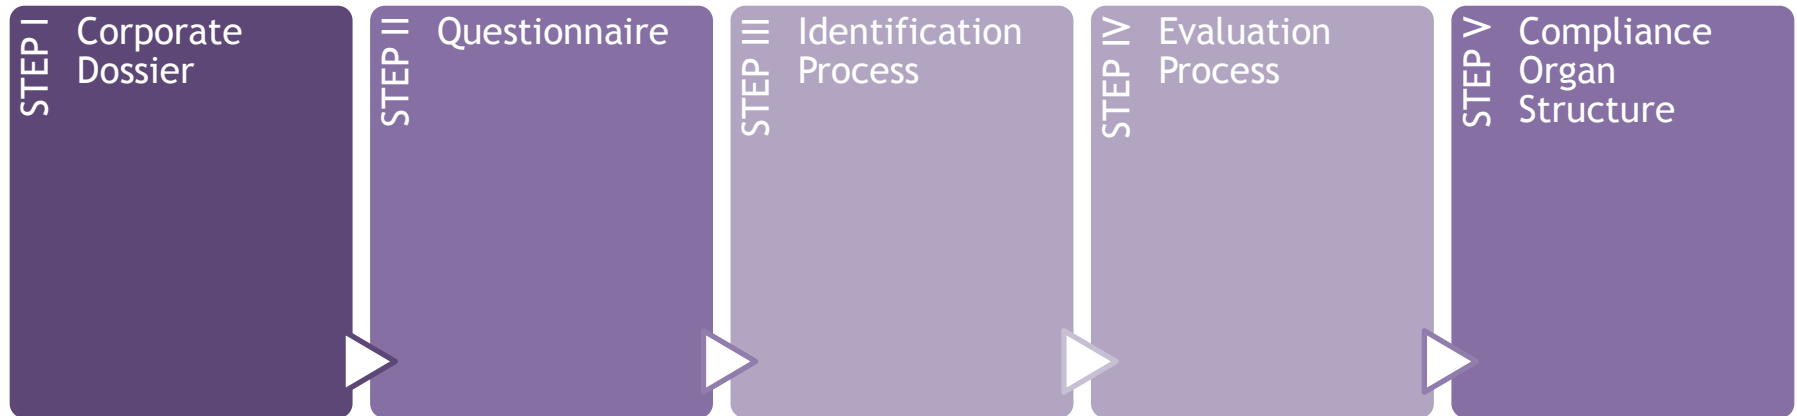 STEP I
Corporate
Dossier
STEP II
Questionnaire
STEP III
Identification
Process
STEP IV
Evaluation
Process
STEP V
Compliance
Organ
Structure